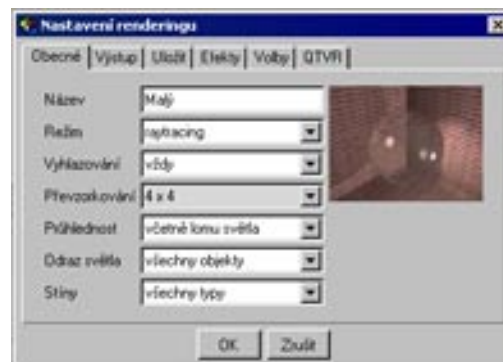 Nastavení renderingu
Obecné Výstup Uložit Efekty Volby QTVR
Název Malý
Režim raytracing
Vyhlazování vždy
Převzorkování 4 x 4
Průhlednost včetně lomu světla
Odraz světla všechny objekty
Stíny všechny typy
OK Zrušit